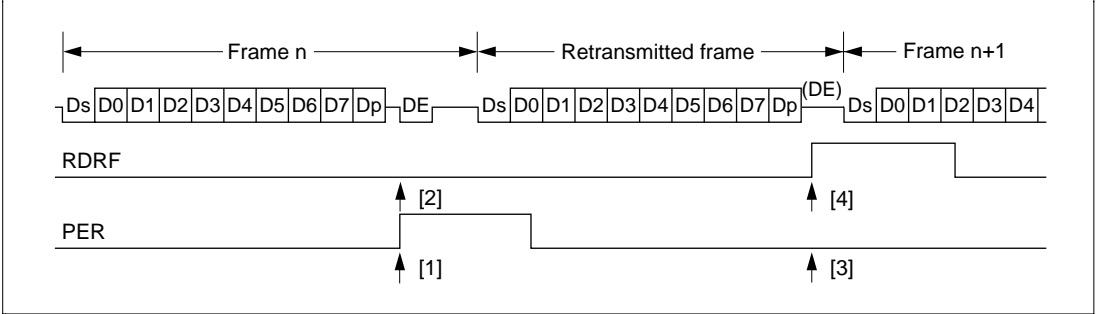 Frame n Retransmitted frame Frame n+1
Ds D0 D1 D2 D3 D4 D5 D6 D7 Dp DE Ds D0 D1 D2 D3 D4 D5 D6 D7 Dp (DE) Ds D0 D1 D2 D3 D4
RDRF
[2] [4]
PER
[1] [3]